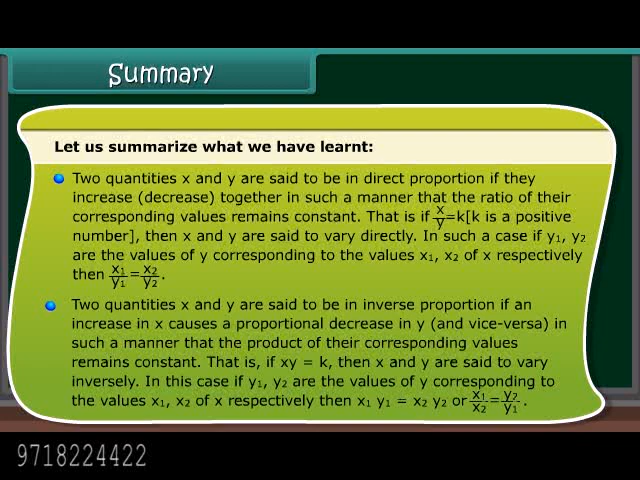 Summary
Let us summarize what we have learnt:
Two quantities x and y are said to be in direct proportion if they
increase (decrease) together in such a manner that the ratio of their
corresponding values remains constant. That is if x/y=k[k is a positive
number], then x and y are said to vary directly. In such a case if y₁, y₂
are the values of y corresponding to the values x₁, x₂ of x respectively
then x₁/y₁=x₂/y₂.
Two quantities x and y are said to be in inverse proportion if an
increase in x causes a proportional decrease in y (and vice-versa) in
such a manner that the product of their corresponding values
remains constant. That is, if xy = k, then x and y are said to vary
inversely. In this case if y₁, y₂ are the values of y corresponding to
the values x₁, x₂ of x respectively then x₁ y₁ = x₂ y₂ or x₁/x₂=y₂/y₁.
9718224422